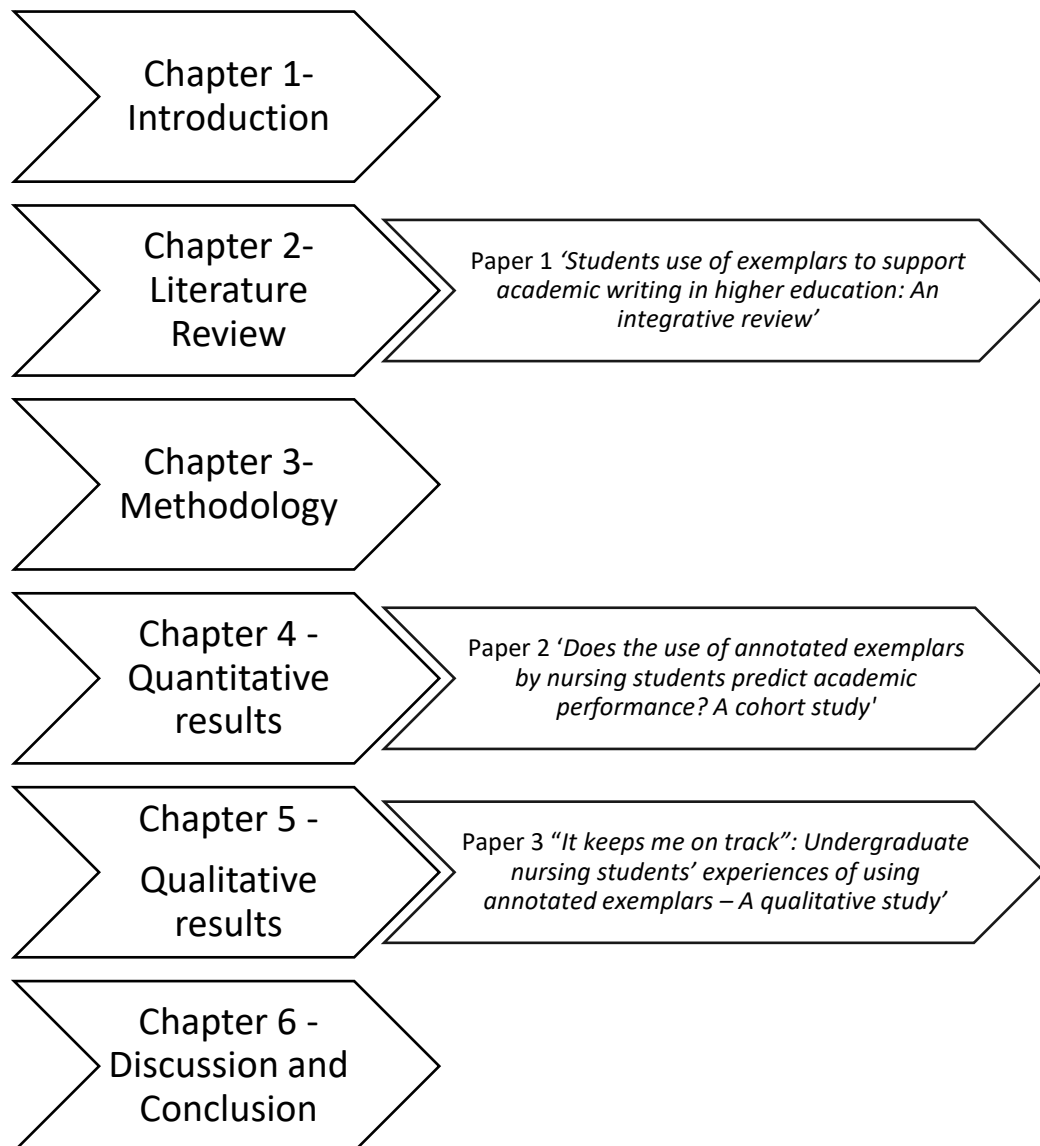 Chapter 1-
Introduction
Chapter 2-
Literature
Review
Paper 1 ‘Students use of exemplars to support
academic writing in higher education: An
integrative review’
Chapter 3-
Methodology
Chapter 4 -
Quantitative
results
Paper 2 ‘Does the use of annotated exemplars
by nursing students predict academic
performance? A cohort study'
Chapter 5 -
Qualitative
results
Paper 3 “It keeps me on track”: Undergraduate
nursing students’ experiences of using
annotated exemplars – A qualitative study’
Chapter 6 -
Discussion and
Conclusion